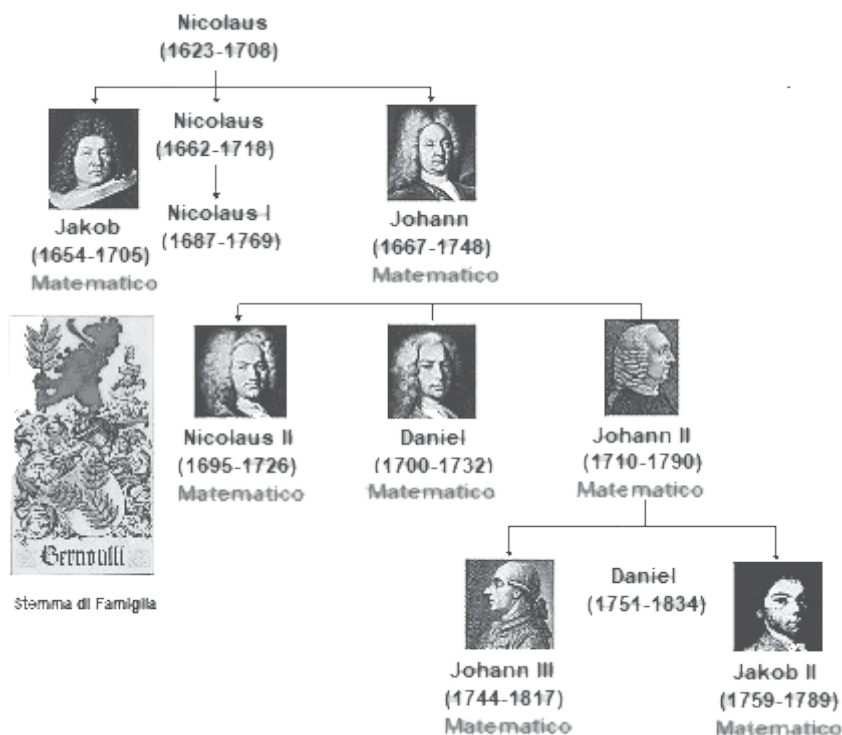 Nicolaus
(1623-1708)
Nicolaus
(1662-1718)
Nicolaus I
(1687-1769)
Jakob
(1654-1705)
Matematico
Johann
(1667-1748)
Matematico
Nicolaus II
(1695-1726)
Matematico
Daniel
(1700-1732)
Matematico
Johann II
(1710-1790)
Matematico
Bernoulli
Stemma di Famiglia
Johann III
(1744-1817)
Matematico
Daniel
(1751-1834)
Jakob II
(1759-1789)
Matematico